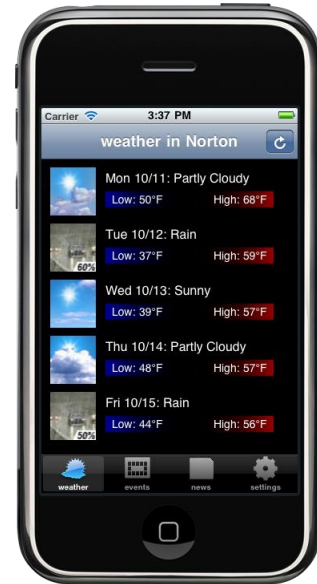 Carrier 3:37 PM
weather in Norton
Mon 10/11: Partly Cloudy
Low: 50°F High: 68°F
Tue 10/12: Rain
60%
Low: 37°F High: 59°F
Wed 10/13: Sunny
Low: 39°F High: 57°F
Thu 10/14: Partly Cloudy
Low: 48°F High: 57°F
Fri 10/15: Rain
50%
Low: 44°F High: 56°F
weather events news settings